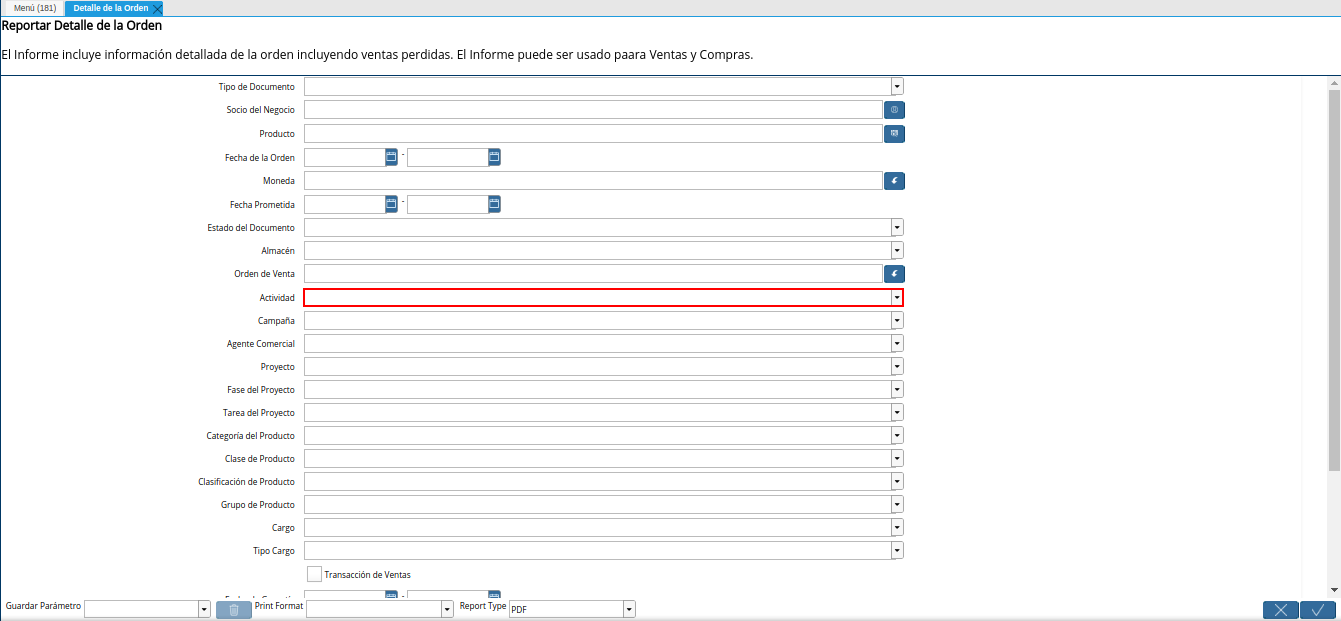 Menú (181) Detalle de la Orden
Reportar Detalle de la Orden
El Informe incluye información detallada de la orden incluyendo ventas perdidas. El Informe puede ser usado paara Ventas y Compras.
Tipo de Documento
Socio del Negocio
Producto
Fecha de la Orden -
Moneda
Fecha Prometida -
Estado del Documento
Almacén
Orden de Venta
Actividad
Campaña
Agente Comercial
Proyecto
Fase del Proyecto
Tarea del Proyecto
Categoría del Producto
Clase de Producto
Clasificación de Producto
Grupo de Producto
Cargo
Tipo Cargo
Transacción de Ventas
Guardar Parámetro Print Format Report Type PDF